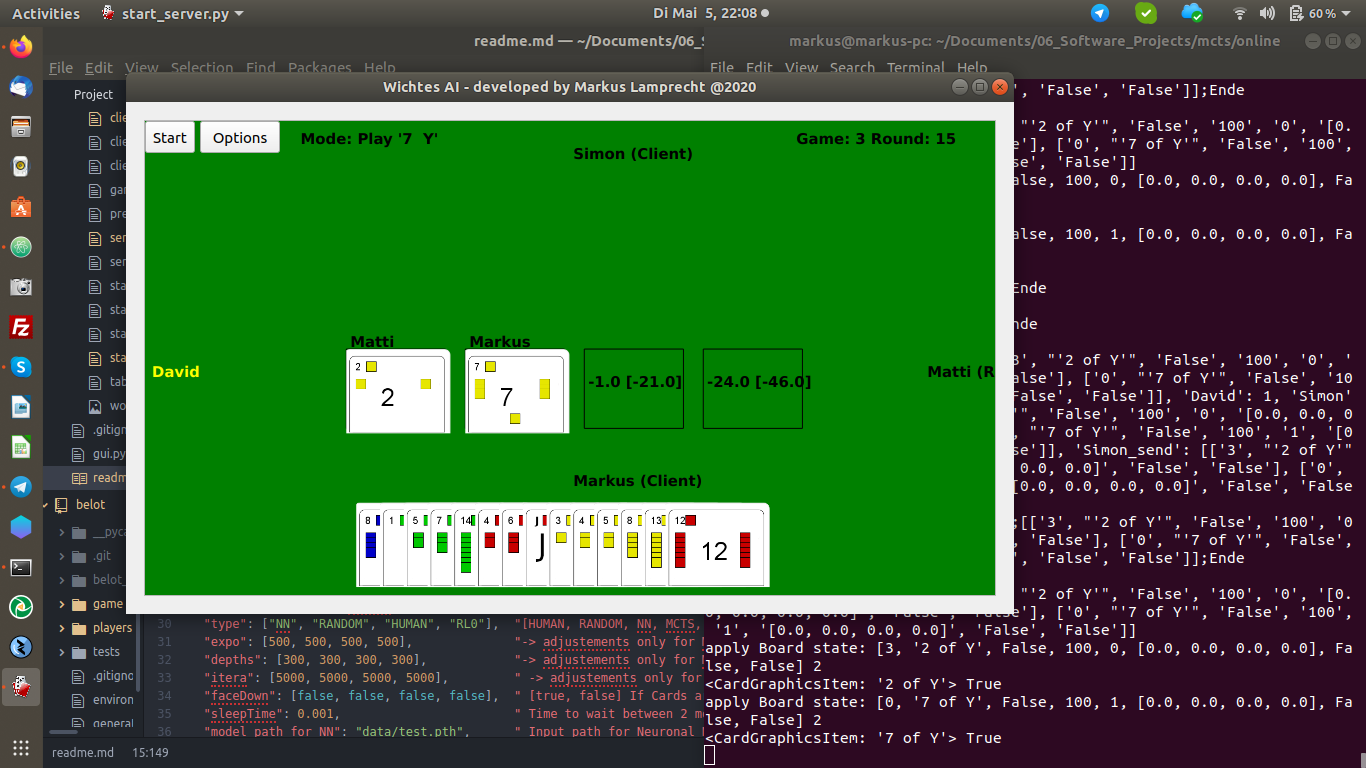 Activities start_server.py Di Mai 5, 22:08 60 %
readme.md — ~/Documents/06_S
markus@markus-pc: ~/Documents/06_Software_Projects/mcts/online
File Edit View Selection Find Packages Help
File Edit View Search Terminal Help
Wichtes AI - developed by Markus Lamprecht @2020
Project
clie
clie
clie
gar
pre
ser
ser
sta
sta
sta
sta
tab
wo
.gitign
gui.py
readm
belot
__pyca
.git
belot_
game
players
tests
.gitigno
environ
general
Start Options Mode: Play '7 Y' Game: 3 Round: 15
Simon (Client)
Matti Markus
David
Matti (R
2
2
7
7
-1.0 [-21.0]
-24.0 [-46.0]
Markus (Client)
8 1 5 7 14 4 6 J 3 4 5 8 13 12
J 12
30 "type": ["NN", "RANDOM", "HUMAN", "RL0"], "[HUMAN, RANDOM, NN, MCTS,
31 "expo": [500, 500, 500, 500], "-> adjustements only for
32 "depths": [300, 300, 300, 300], "-> adjustements only for
33 "itera": [5000, 5000, 5000, 5000], " -> adjustements only for
34 "faceDown": [false, false, false, false], " [true, false] If Cards a
35 "sleepTime": 0.001, " Time to wait between 2 m
36 "model path for NN": "data/test.pth", " Input path for Neuronal
readme.md 15:149
', 'False', 'False']];Ende
"'2 of Y'", 'False', '100', '0', '[0.
e'], ['0', "'7 of Y'", 'False', '100',
se', 'False']]
alse, 100, 0, [0.0, 0.0, 0.0, 0.0], Fa
alse, 100, 1, [0.0, 0.0, 0.0, 0.0], Fa
Ende
nde
3', "'2 of Y'", 'False', '100', '0', '
alse'], ['0', "'7 of Y'", 'False', '10
False', 'False']], 'David': 1, 'Simon'
'", 'False', '100', '0', '[0.0, 0.0, 0
, "'7 of Y'", 'False', '100', '1', '[0
se']], 'Simon_send': [['3', "'2 of Y'"
0.0, 0.0]', 'False', 'False'], ['0',
[0.0, 0.0, 0.0, 0.0]', 'False', 'False
;[['3', "'2 of Y'", 'False', '100', '0
, 'False'], ['0', "'7 of Y'", 'False',
, 'False', 'False']];Ende
"'2 of Y'", 'False', '100', '0', '[0.
0, 0.0, 0.0]', 'False', 'False'], ['0', "'7 of Y'", 'False', '100',
'1', '[0.0, 0.0, 0.0, 0.0]', 'False', 'False']]
apply Board state: [3, '2 of Y', False, 100, 0, [0.0, 0.0, 0.0, 0.0], Fa
lse, False] 2
<CardGraphicsItem: '2 of Y'> True
apply Board state: [0, '7 of Y', False, 100, 1, [0.0, 0.0, 0.0, 0.0], Fa
lse, False] 2
<CardGraphicsItem: '7 of Y'> True